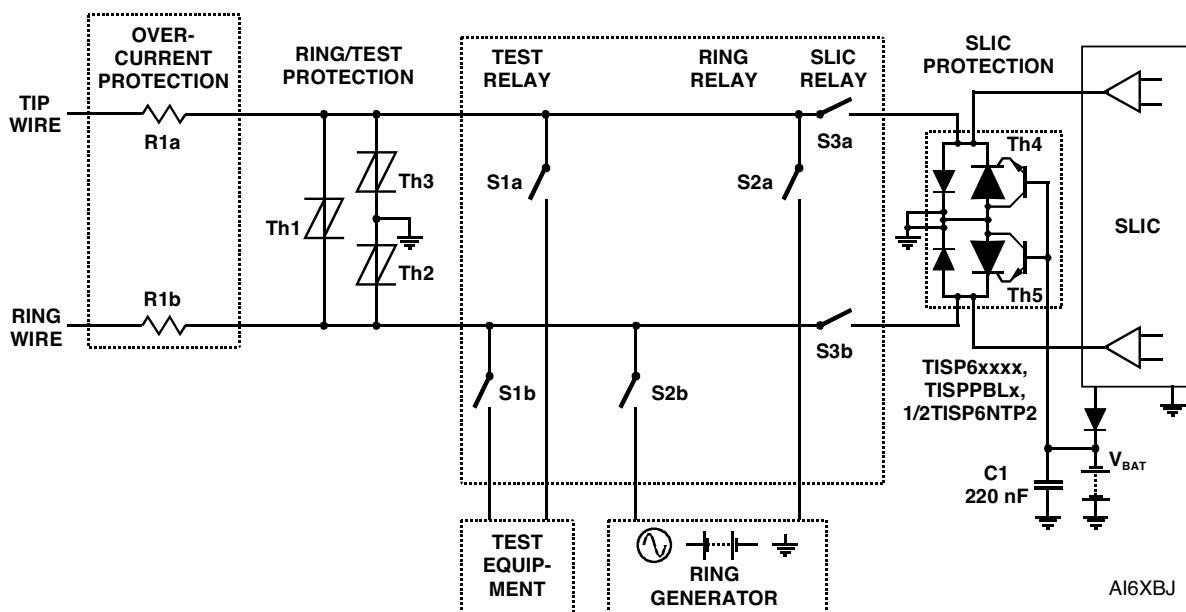 OVER-
CURRENT
PROTECTION
RING/TEST
PROTECTION
TEST
RELAY
RING
RELAY
SLIC
RELAY
SLIC
PROTECTION
TIP
WIRE
R1a
Th3
Th1
Th2
S1a
S2a
S3a
Th4
Th5
SLIC
RING
WIRE
R1b
S1b
S2b
S3b
TISP6xxxx,
TISPPBLx,
1/2TISP6NTP2
C1
220 nF
VBAT
TEST
EQUIP-
MENT
RING
GENERATOR
AI6XBJ